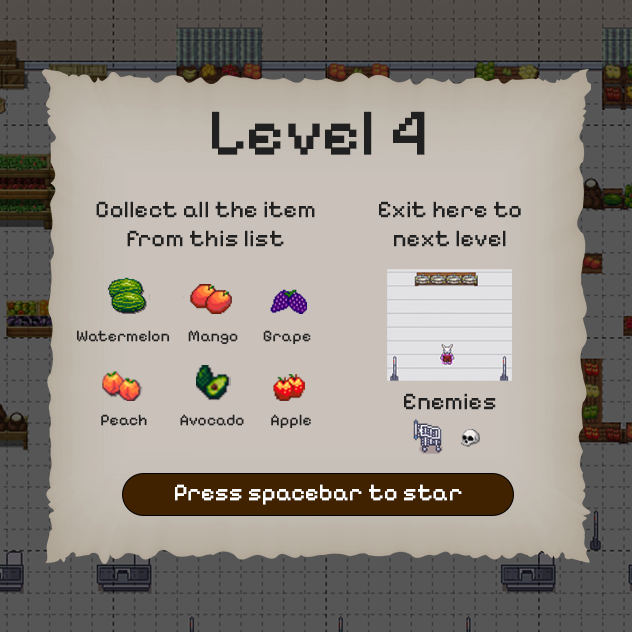 Level 4
Collect all the item
from this list
Watermelon
Mango
Grape
Peach
Avocado
Apple
Exit here to
next level
Enemies
Press spacebar to star